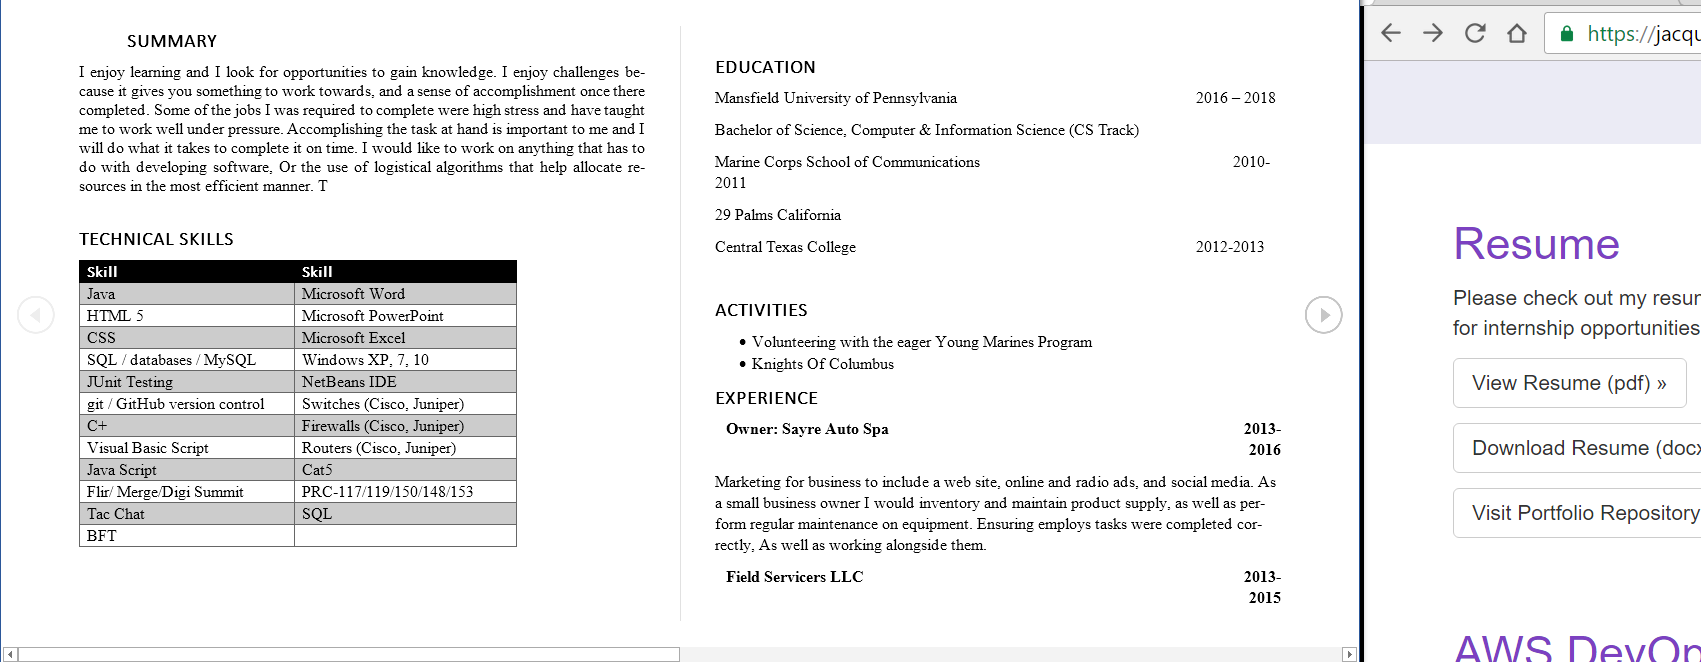 SUMMARY
I enjoy learning and I look for opportunities to gain knowledge. I enjoy challenges be-
cause it gives you something to work towards, and a sense of accomplishment once there
completed. Some of the jobs I was required to complete were high stress and have taught
me to work well under pressure. Accomplishing the task at hand is important to me and I
will do what it takes to complete it on time. I would like to work on anything that has to
do with developing software, Or the use of logistical algorithms that help allocate re-
sources in the most efficient manner. T
TECHNICAL SKILLS
Skill Skill
Java Microsoft Word
HTML 5 Microsoft PowerPoint
CSS Microsoft Excel
SQL / databases / MySQL Windows XP, 7, 10
JUnit Testing NetBeans IDE
git / GitHub version control Switches (Cisco, Juniper)
C+ Firewalls (Cisco, Juniper)
Visual Basic Script Routers (Cisco, Juniper)
Java Script Cat5
Flir/ Merge/Digi Summit PRC-117/119/150/148/153
Tac Chat SQL
BFT
EDUCATION
Mansfield University of Pennsylvania 2016 – 2018
Bachelor of Science, Computer & Information Science (CS Track)
Marine Corps School of Communications 2010-
2011
29 Palms California
Central Texas College 2012-2013
ACTIVITIES
• Volunteering with the eager Young Marines Program
• Knights Of Columbus
EXPERIENCE
Owner: Sayre Auto Spa 2013-
2016
Marketing for business to include a web site, online and radio ads, and social media. As
a small business owner I would inventory and maintain product supply, as well as per-
form regular maintenance on equipment. Ensuring employs tasks were completed cor-
rectly, As well as working alongside them.
Field Servicers LLC 2013-
2015
https://jacqu
Resume
Please check out my resur
for internship opportunities
View Resume (pdf) »
Download Resume (docx
Visit Portfolio Repository
AWS DevOp